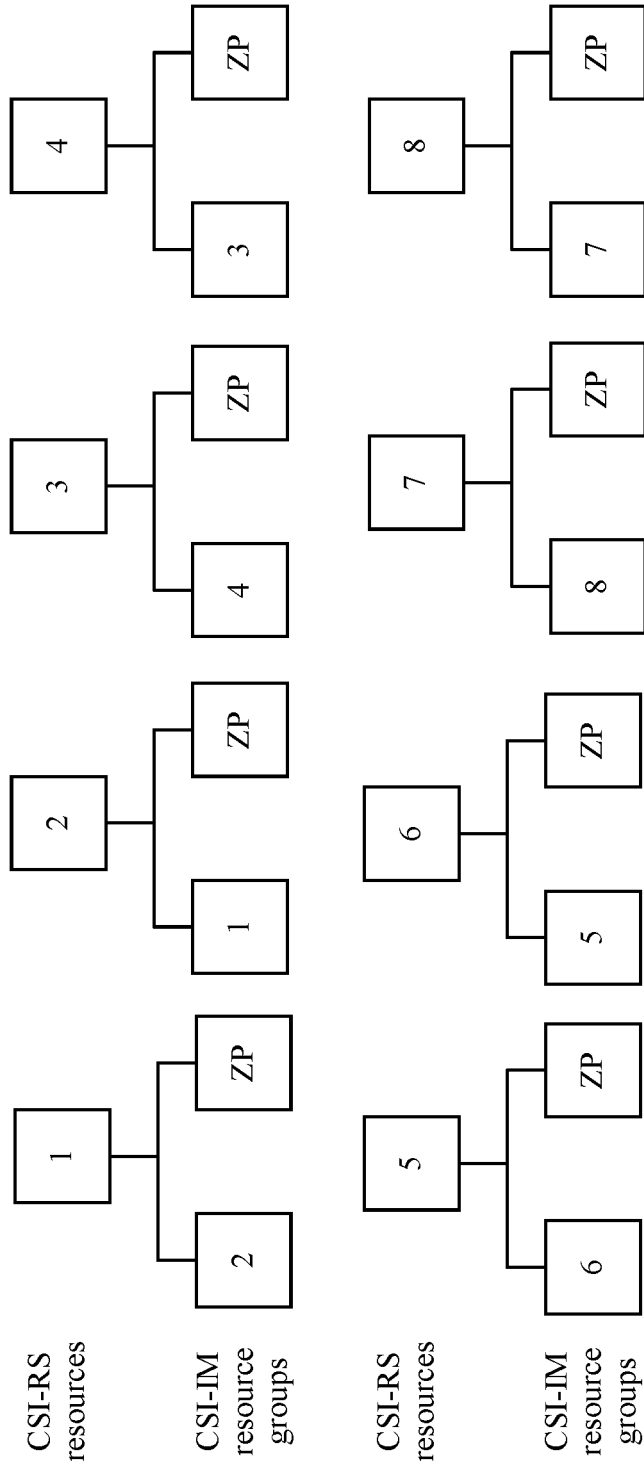 CSI-RS
resources
1
2
3
4
CSI-IM
resource
groups
2
ZP
1
ZP
4
ZP
3
ZP
CSI-RS
resources
5
6
7
8
CSI-IM
resource
groups
6
ZP
5
ZP
8
ZP
7
ZP